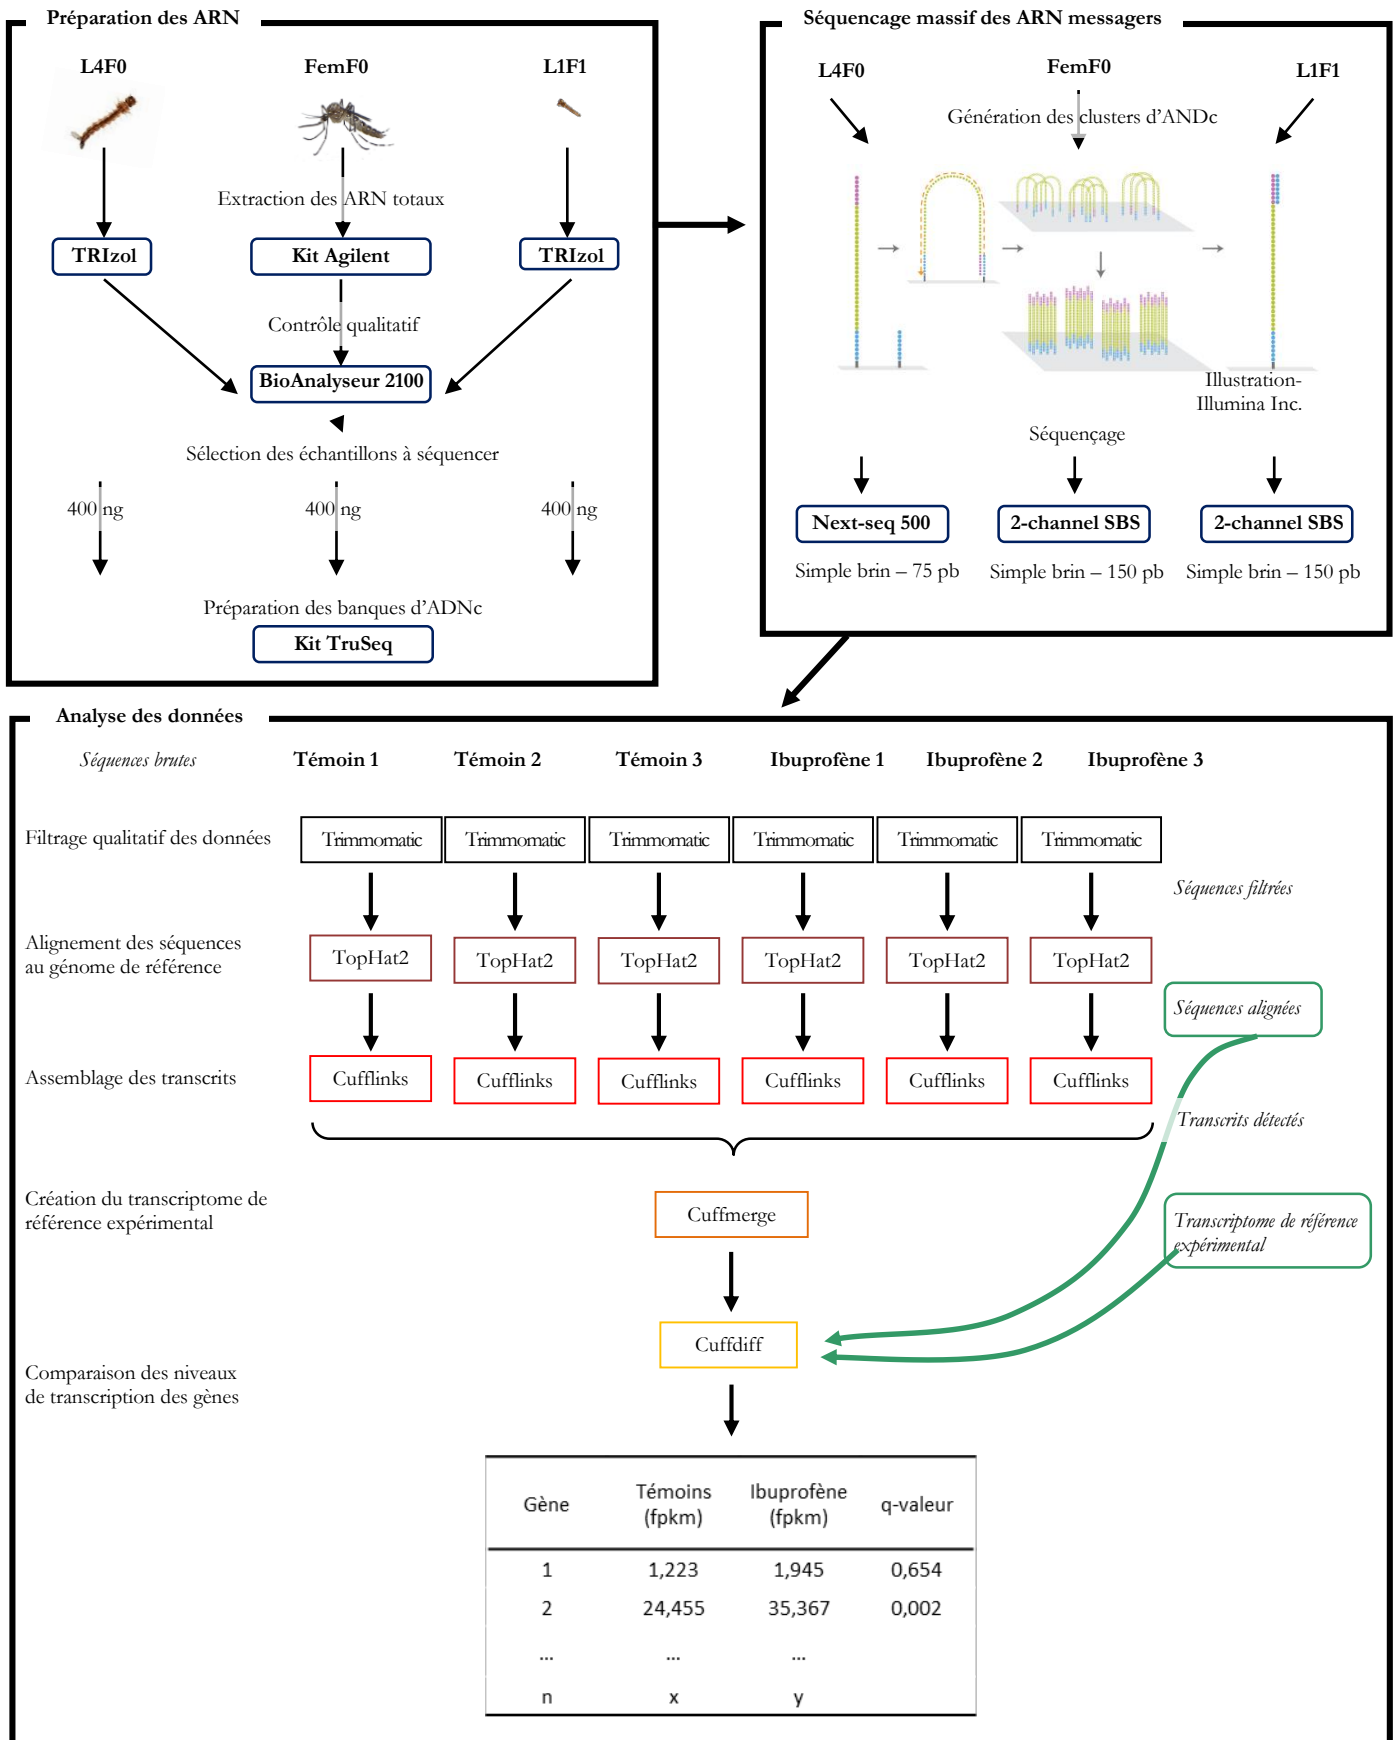 Préparation des ARN
L4F0 FemF0 L1F1
Extraction des ARN totaux
TRIzol Kit Agilent TRIzol
Contrôle qualitatif
BioAnalyseur 2100
Sélection des échantillons à séquencer
400 ng 400 ng 400 ng
Préparation des banques d'ADNc
Kit TruSeq
Séquencage massif des ARN messagers
L4F0 FemF0 L1F1
Génération des clusters d'ANDc
Illustration-
Illumina Inc.
Séquençage
Next-seq 500 2-channel SBS 2-channel SBS
Simple brin – 75 pb Simple brin – 150 pb Simple brin – 150 pb
Analyse des données
Séquences brutes Témoin 1 Témoin 2 Témoin 3 Ibuprofène 1 Ibuprofène 2 Ibuprofène 3
Filtrage qualitatif des données Trimmomatic Trimmomatic Trimmomatic Trimmomatic Trimmomatic Trimmomatic
Séquences filtrées
Alignement des séquences
au génome de référence
TopHat2 TopHat2 TopHat2 TopHat2 TopHat2 TopHat2
Séquences alignées
Assemblage des transcrits Cufflinks Cufflinks Cufflinks Cufflinks Cufflinks Cufflinks
Transcrits détectés
Création du transcriptome de
référence expérimental
Cuffmerge
Transcriptome de référence
expérimental
Cuffdiff
Comparaison des niveaux
de transcription des gènes
Gène Témoins (fpkm) Ibuprofène (fpkm) q-valeur
1 1,223 1,945 0,654
2 24,455 35,367 0,002
... ... ...
n x y